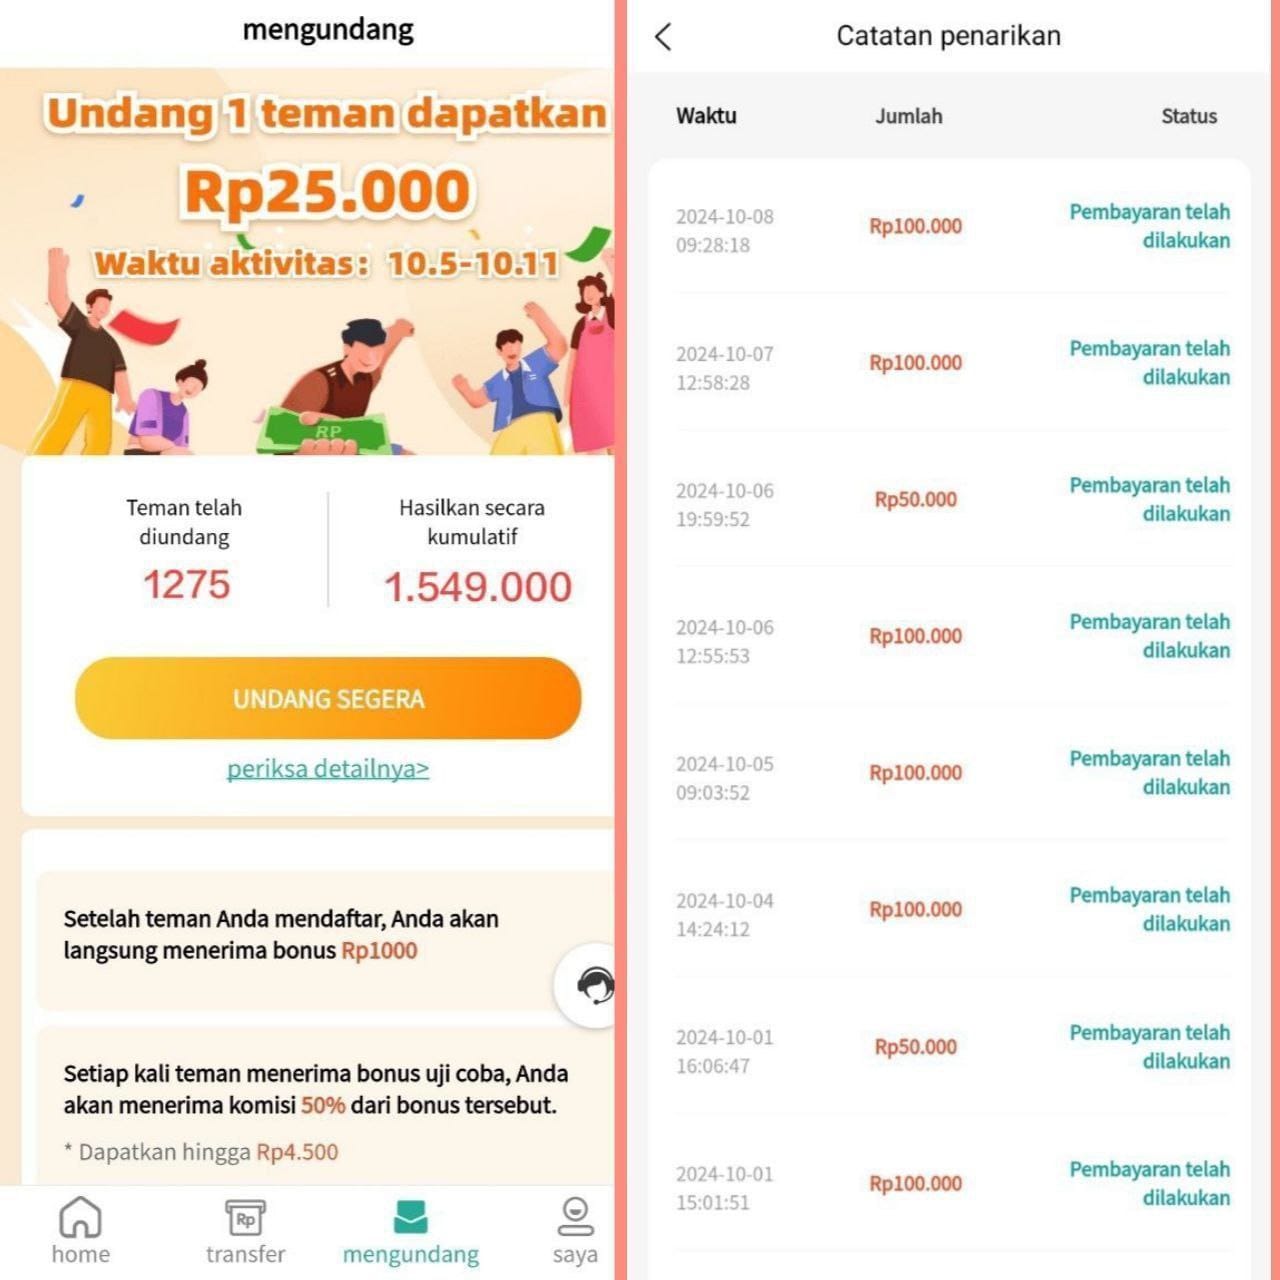 mengundang
Undang 1 teman dapatkan
Rp25.000
Waktu aktivitas: 10.5-10.11
RP
Teman telah
diundang
1275
Hasilkan secara
kumulatif
1.549.000
UNDANG SEGERA
periksa detailnya>
Setelah teman Anda mendaftar, Anda akan
langsung menerima bonus Rp1000
Setiap kali teman menerima bonus uji coba, Anda
akan menerima komisi 50% dari bonus tersebut.
* Dapatkan hingga Rp4.500
home
Rp
transfer
mengundang
saya
Catatan penarikan
Waktu Jumlah Status
2024-10-08
09:28:18
Rp100.000
Pembayaran telah
dilakukan
2024-10-07
12:58:28
Rp100.000
Pembayaran telah
dilakukan
2024-10-06
19:59:52
Rp50.000
Pembayaran telah
dilakukan
2024-10-06
12:55:53
Rp100.000
Pembayaran telah
dilakukan
2024-10-05
09:03:52
Rp100.000
Pembayaran telah
dilakukan
2024-10-04
14:24:12
Rp100.000
Pembayaran telah
dilakukan
2024-10-01
16:06:47
Rp50.000
Pembayaran telah
dilakukan
2024-10-01
15:01:51
Rp100.000
Pembayaran telah
dilakukan